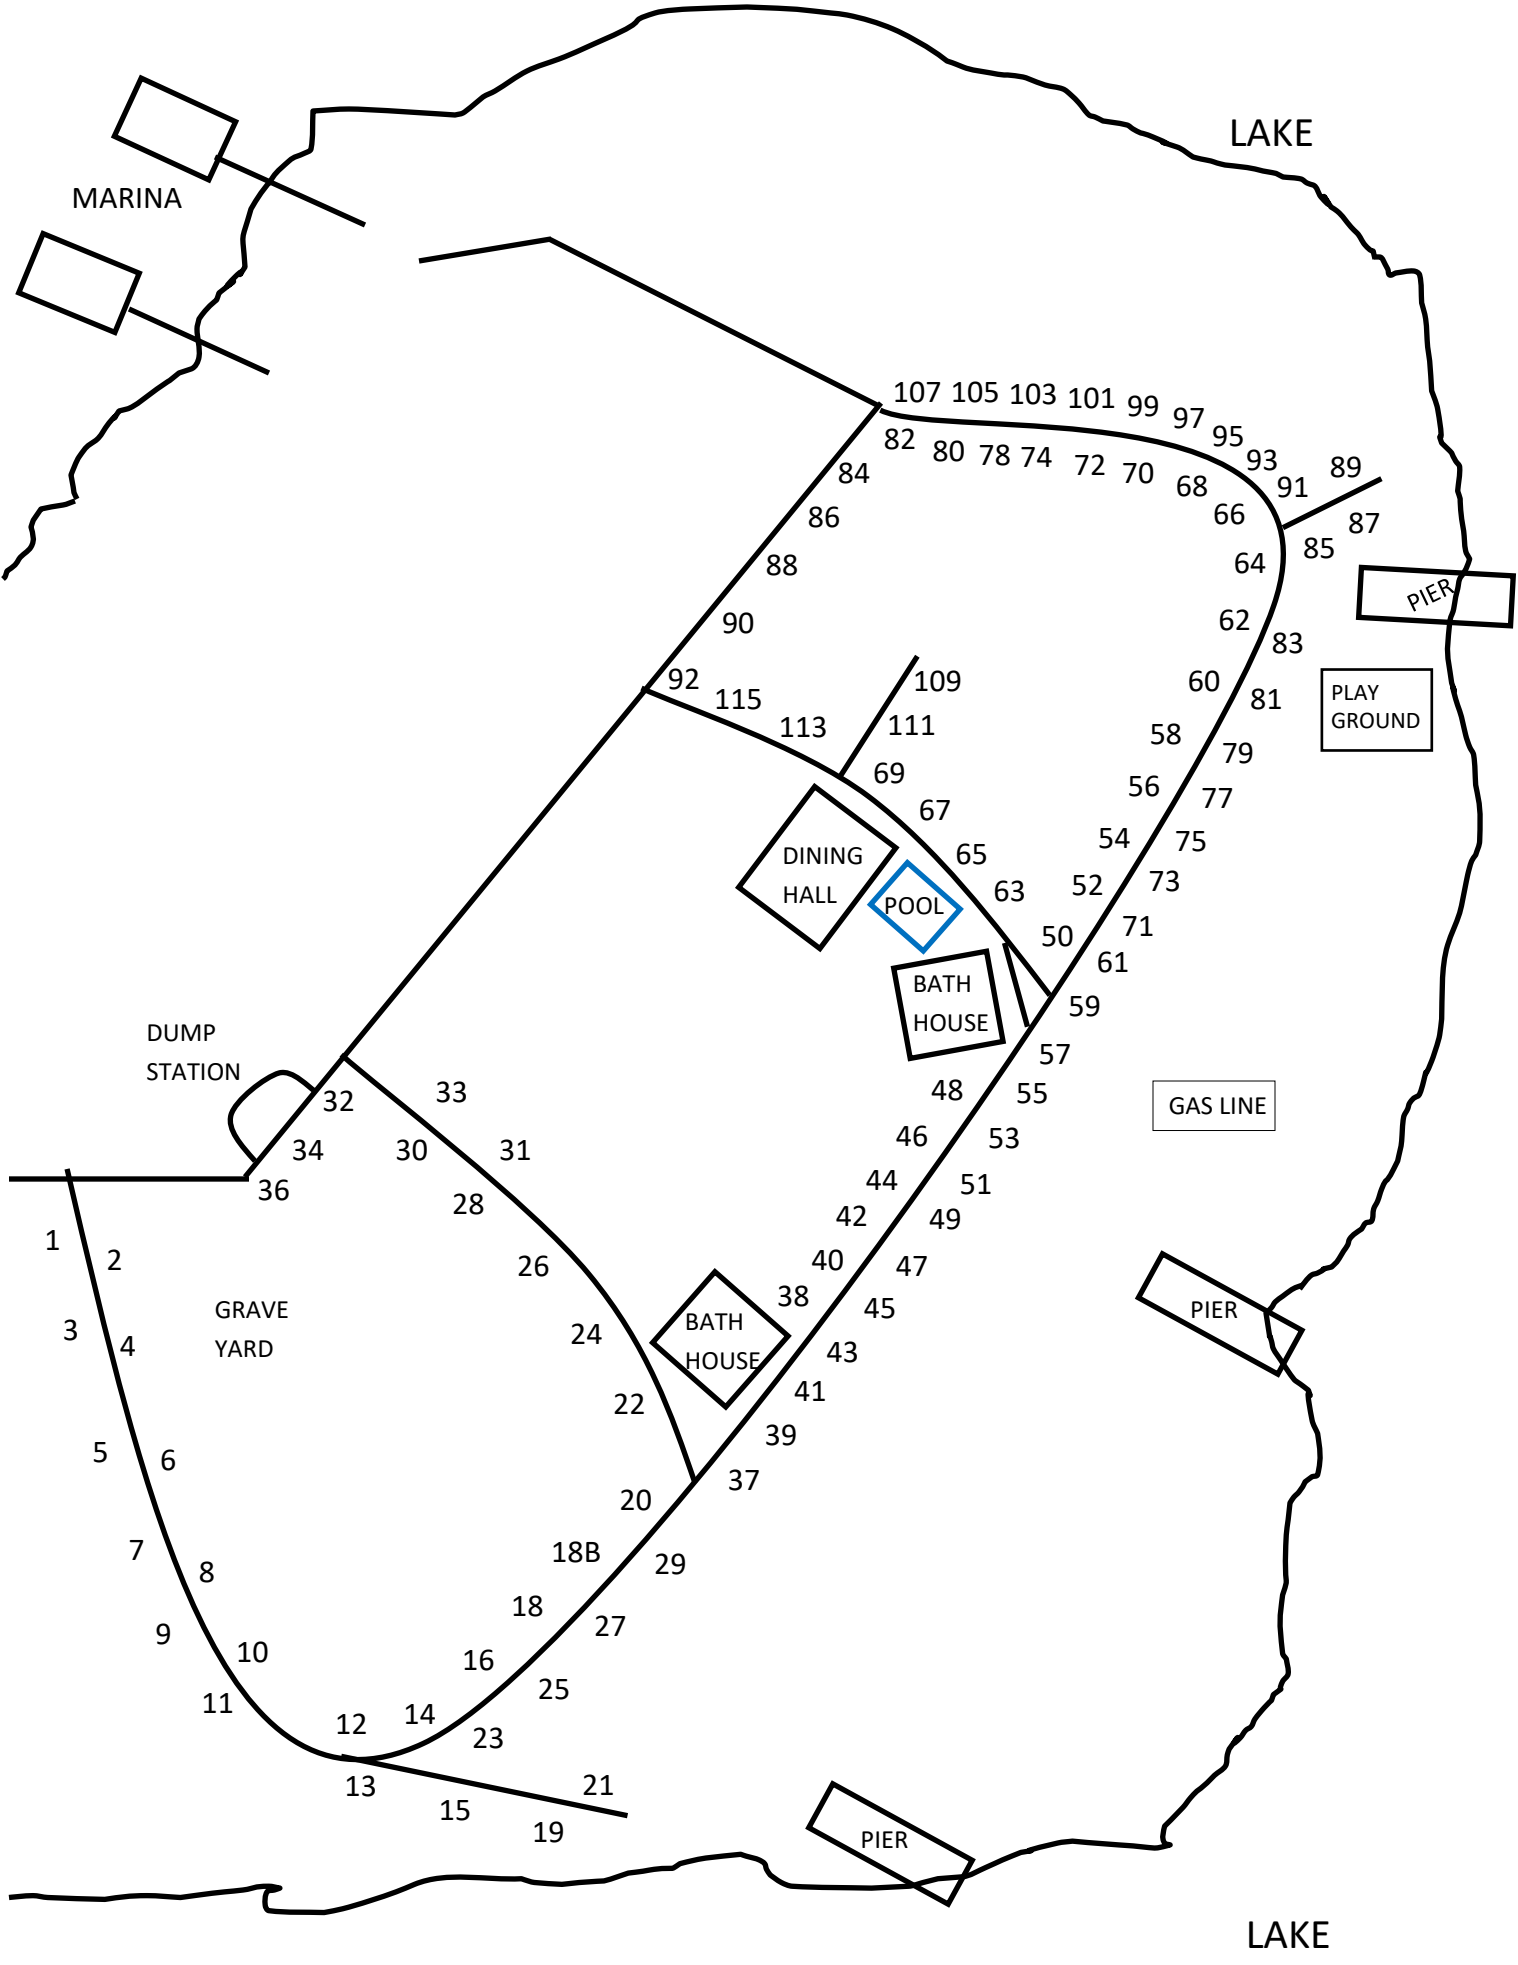 LAKE
MARINA
107 105 103 101 99 97 95 93 91 89
82 80 78 74 72 70 68 66 87
84 85
86 64
88 PIER
90 62 83
92 109 60 81 PLAY
115 GROUND
113 111 58 79
69 56 77
67 54 75
DINING 65 52 73
HALL 63
POOL
50 71
61
BATH 59
HOUSE
DUMP 57
STATION
32 33 48 55 GAS LINE
34 30 31 46 53
36 28 44 51
42 49
1 2 26 40 47
GRAVE 38 45 PIER
3 4 YARD 24 BATH 43
HOUSE
22 41
5 6 39
20 37
7 8 18B 29
9 18 27
10 16 25
11 12 14 23
13 15 21
19
PIER
LAKE